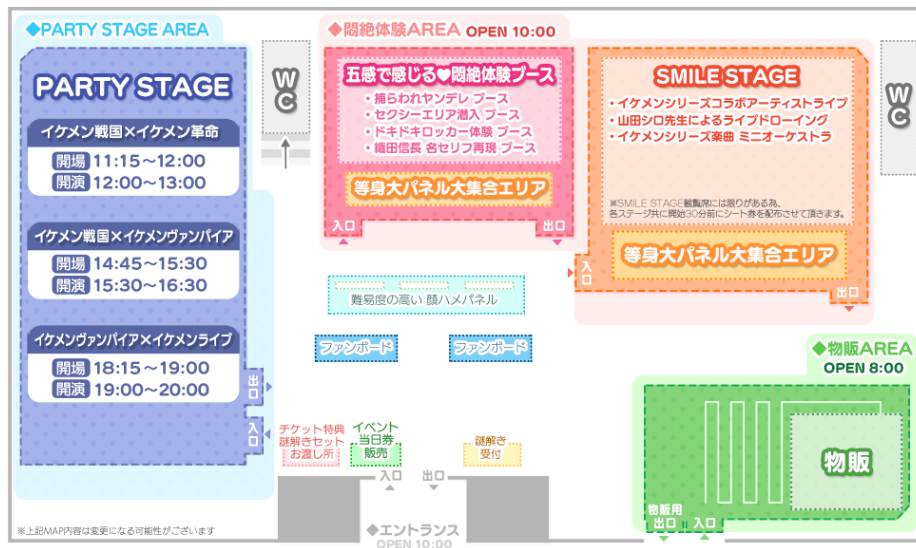 ◆PARTY STAGE AREA
PARTY STAGE
イケメン戦国×イケメン革命
開場 11:15～12:00
開演 12:00～13:00
イケメン戦国×イケメンヴァンパイア
開場 14:45～15:30
開演 15:30～16:30
イケメンヴァンパイア×イケメンライブ
開場 18:15～19:00
開演 19:00～20:00
出口
入口
WC
◆悶絶体験AREA OPEN 10:00
五感で感じる♥悶絶体験ブース
・捕らわれヤンデレ ブース
・セクシーエリア潜入 ブース
・ドキドキロッカー体験 ブース
・織田信長 名セリフ再現 ブース
等身大パネル大集合エリア
入口
出口
SMILE STAGE
・イケメンシリーズコラボアーティストライブ
・山田シロ先生によるライブドローイング
・イケメンシリーズ楽曲 ミニオーケストラ
※SMILE STAGE観覧席には限りがある為、
各ステージ共に開始30分前にシート券を配布させて頂きます。
等身大パネル大集合エリア
入口
出口
WC
難易度の高い 顔ハメパネル
ファンボード
ファンボード
チケット特典
謎解きセット
お渡し所
イベント
当日券
販売
謎解き
受付
入口
出口
◆エントランス
OPEN 10:00
◆物販AREA
OPEN 8:00
物販
物販用
出口
入口
※上記MAP内容は変更になる可能性がございます